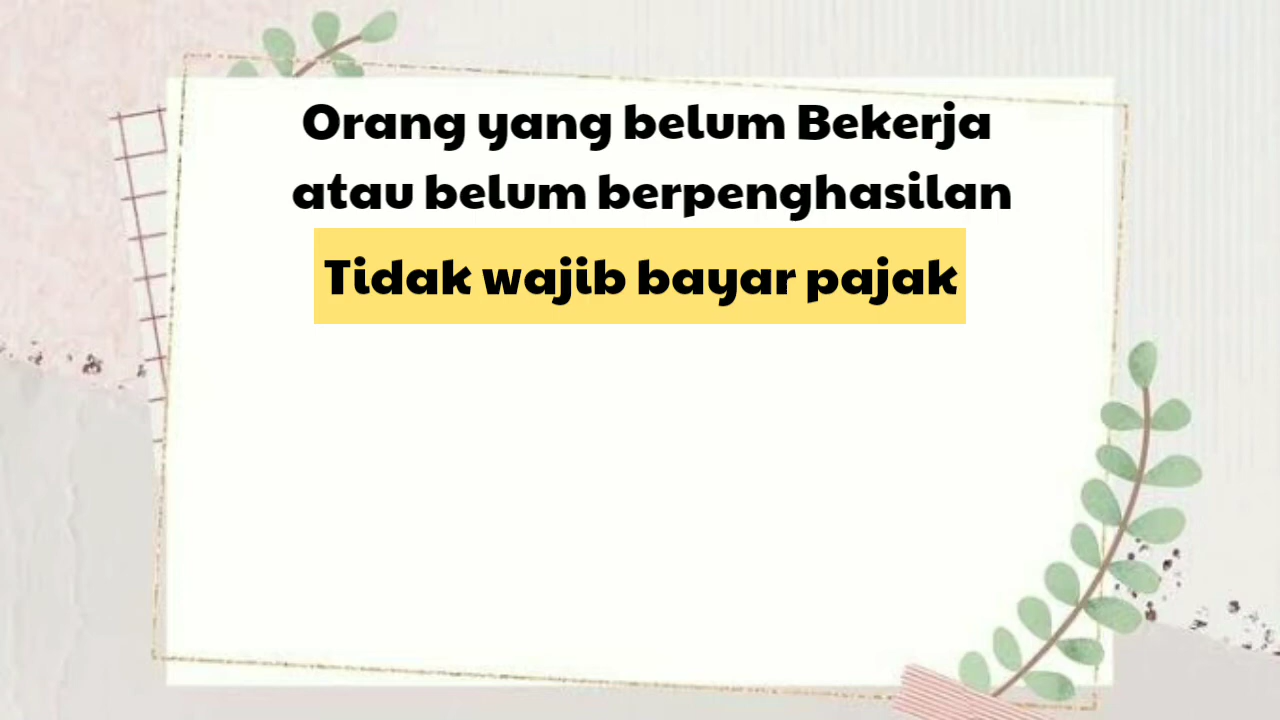 Orang yang belum Bekerja
atau belum berpenghasilan
Tidak wajib bayar pajak